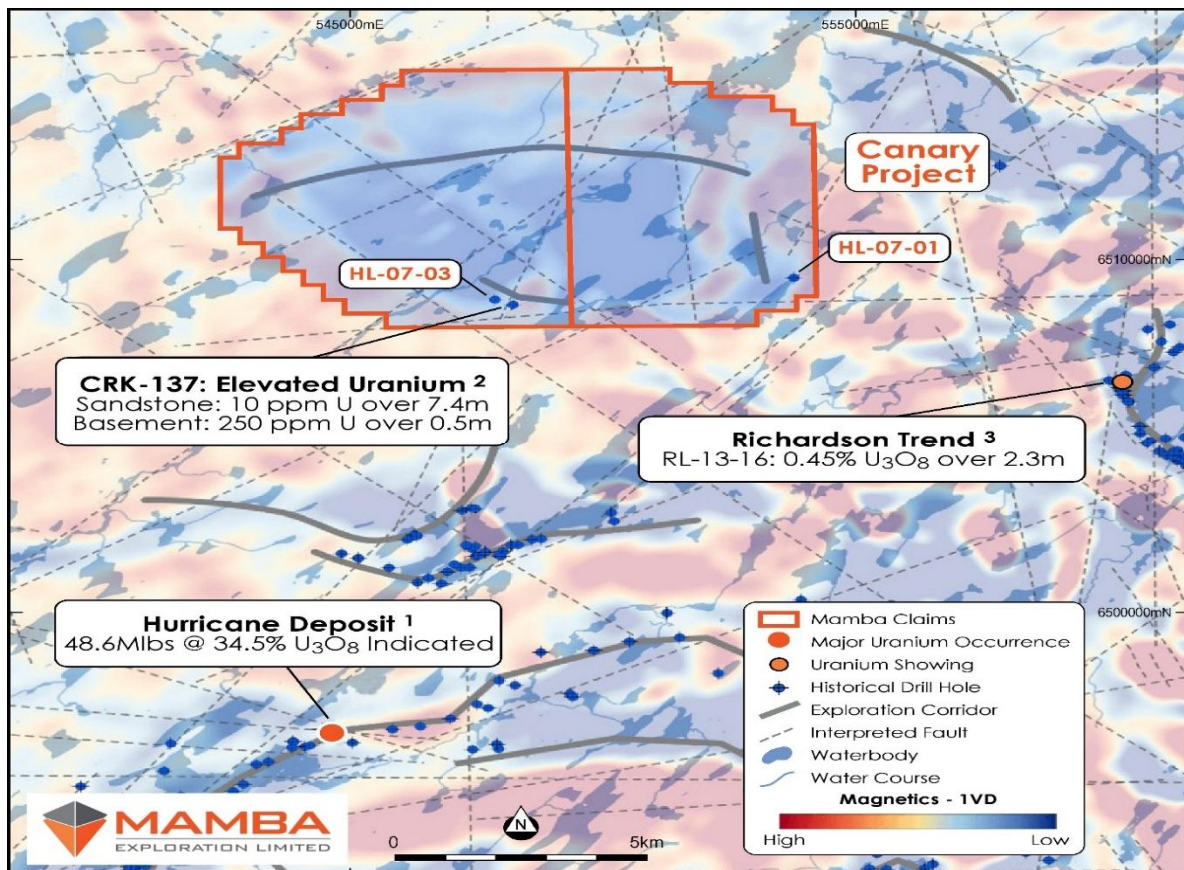 545000mE
555000mE
Canary
Project
HL-07-03
HL-07-01
6510000mN
CRK-137: Elevated Uranium ²
Sandstone: 10 ppm U over 7.4m
Basement: 250 ppm U over 0.5m
Richardson Trend ³
RL-13-16: 0.45% U₃O₈ over 2.3m
Hurricane Deposit ¹
48.6Mlbs @ 34.5% U₃O₈ Indicated
6500000mN
Mamba Claims
Major Uranium Occurrence
Uranium Showing
Historical Drill Hole
Exploration Corridor
Interpreted Fault
Waterbody
Water Course
Magnetics - 1VD
High
Low
MAMBA
EXPLORATION LIMITED
N
0
5km